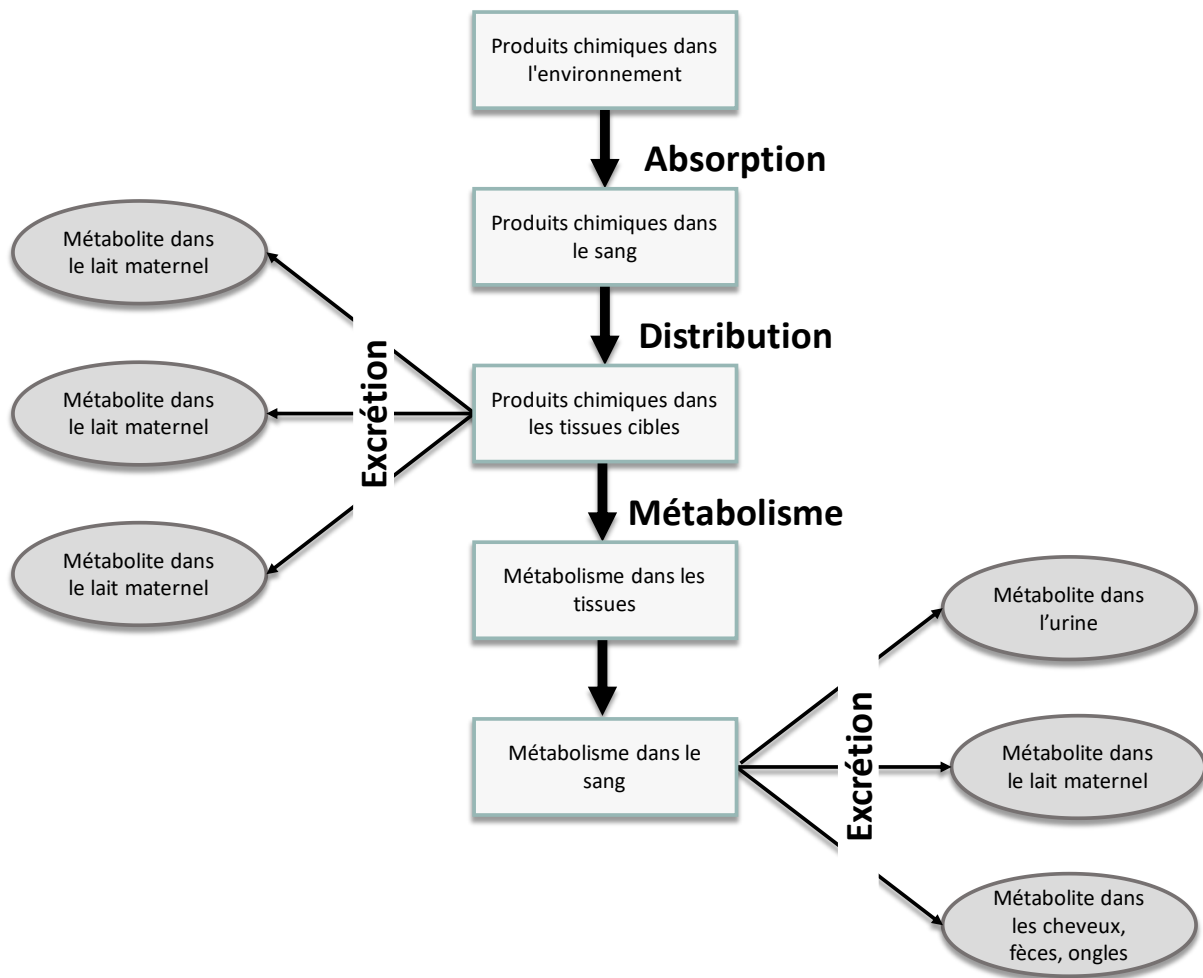 Produits chimiques dans
l'environnement
Absorption
Produits chimiques dans
le sang
Distribution
Métabolite dans
le lait maternel
Métabolite dans
le lait maternel
Métabolite dans
le lait maternel
Excrétion
Produits chimiques dans
les tissues cibles
Métabolisme
Métabolisme dans les
tissues
Métabolisme dans le
sang
Excrétion
Métabolite dans
l’urine
Métabolite dans
le lait maternel
Métabolite dans
les cheveux,
fèces, ongles